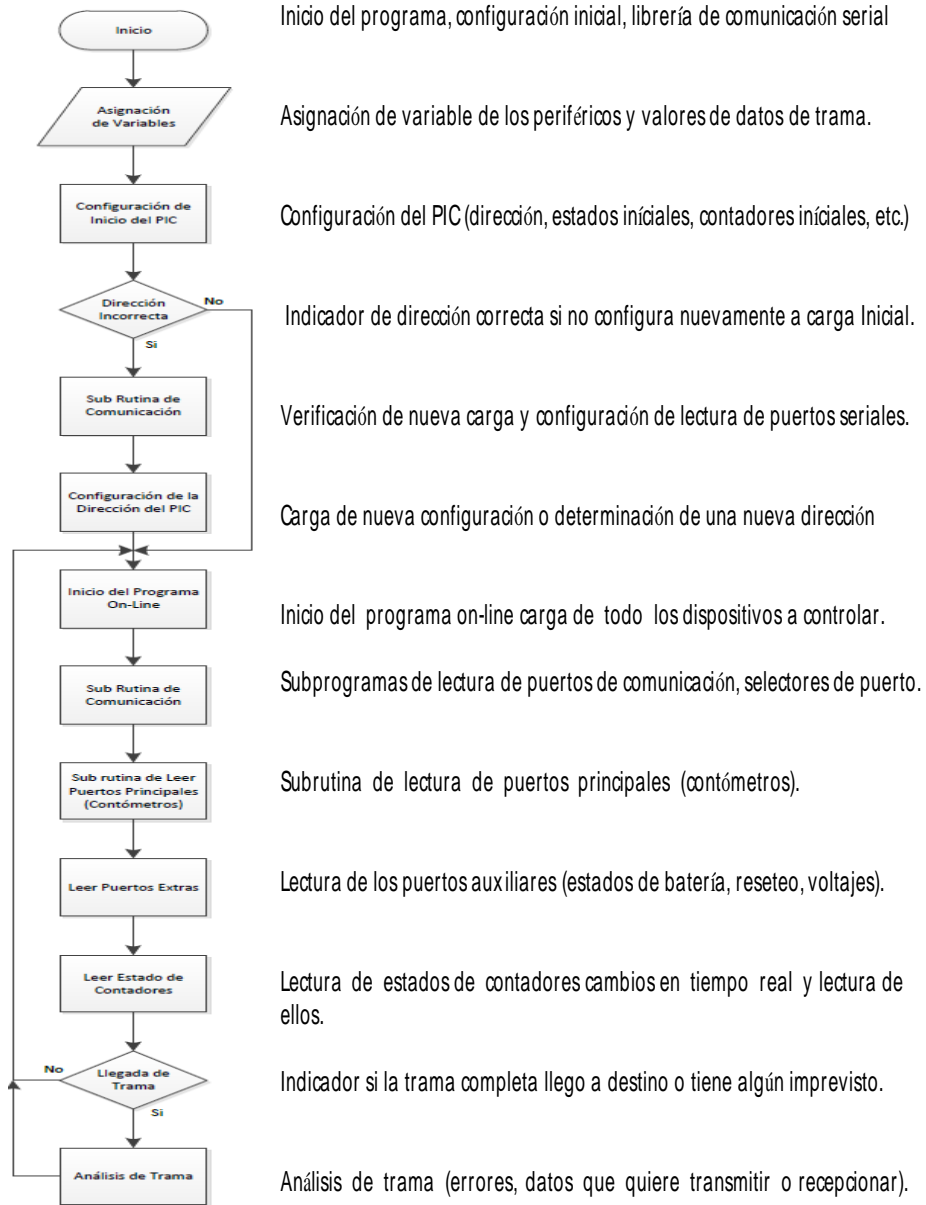 Inicio
Inicio del programa, configuración inicial, librería de comunicación serial
Asignación
de Variables
Asignación de variable de los periféricos y valores de datos de trama.
Configuración de
Inicio del PIC
Configuración del PIC (dirección, estados iníciales, contadores iníciales, etc.)
Dirección
Incorrecta
No
Si
Indicador de dirección correcta si no configura nuevamente a carga Inicial.
Sub Rutina de
Comunicación
Verificación de nueva carga y configuración de lectura de puertos seriales.
Configuración de la
Dirección del PIC
Carga de nueva configuración o determinación de una nueva dirección
Inicio del Programa
On-Line
Inicio del programa on-line carga de todo los dispositivos a controlar.
Sub Rutina de
Comunicación
Subprogramas de lectura de puertos de comunicación, selectores de puerto.
Sub rutina de Leer
Puertos Principales
(Contómetros)
Subrutina de lectura de puertos principales (contómetros).
Leer Puertos Extras
Lectura de los puertos auxiliares (estados de batería, reseteo, voltajes).
Leer Estado de
Contadores
Lectura de estados de contadores cambios en tiempo real y lectura de
ellos.
No
Llegada de
Trama
Si
Indicador si la trama completa llego a destino o tiene algún imprevisto.
Análisis de Trama
Análisis de trama (errores, datos que quiere transmitir o recepcionar).